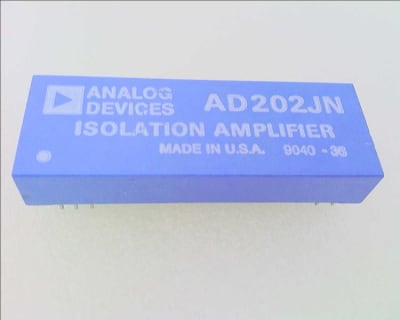 ANALOG DEVICES AD202JN
ISOLATION AMPLIFIER
MADE IN U.S.A. 9040-36